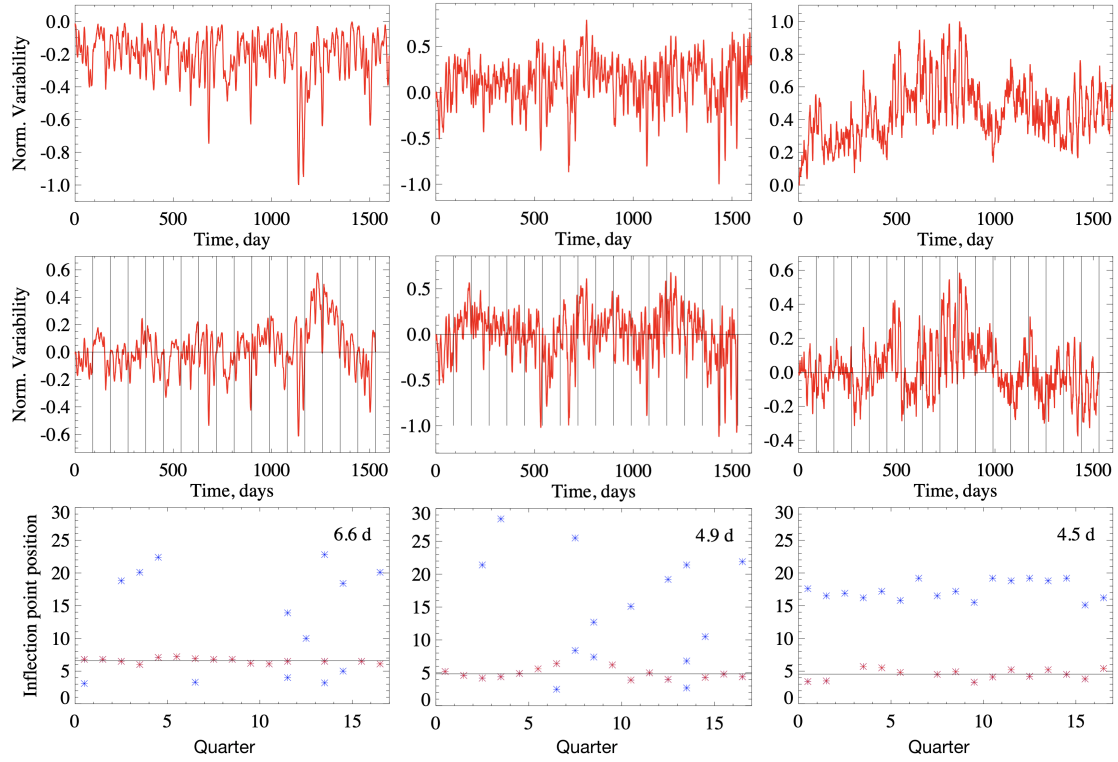 Norm. Variability
0.0
-0.2
-0.4
-0.6
-0.8
-1.0
0 500 1000 1500
Time, day
0.5
0.0
-0.5
-1.0
0 500 1000 1500
Time, day
1.0
0.8
0.6
0.4
0.2
0.0
0 500 1000 1500
Time, day
Norm. Variability
0.6
0.4
0.2
0.0
-0.2
-0.4
-0.6
0 500 1000 1500
Time, days
0.5
0.0
-0.5
-1.0
0 500 1000 1500
Time, days
0.6
0.4
0.2
0.0
-0.2
-0.4
0 500 1000 1500
Time, days
Inflection point position
30
25
20
15
10
5
0
6.6 d
0 5 10 15
Quarter
30
25
20
15
10
5
0
4.9 d
0 5 10 15
Quarter
30
25
20
15
10
5
0
4.5 d
0 5 10 15
Quarter